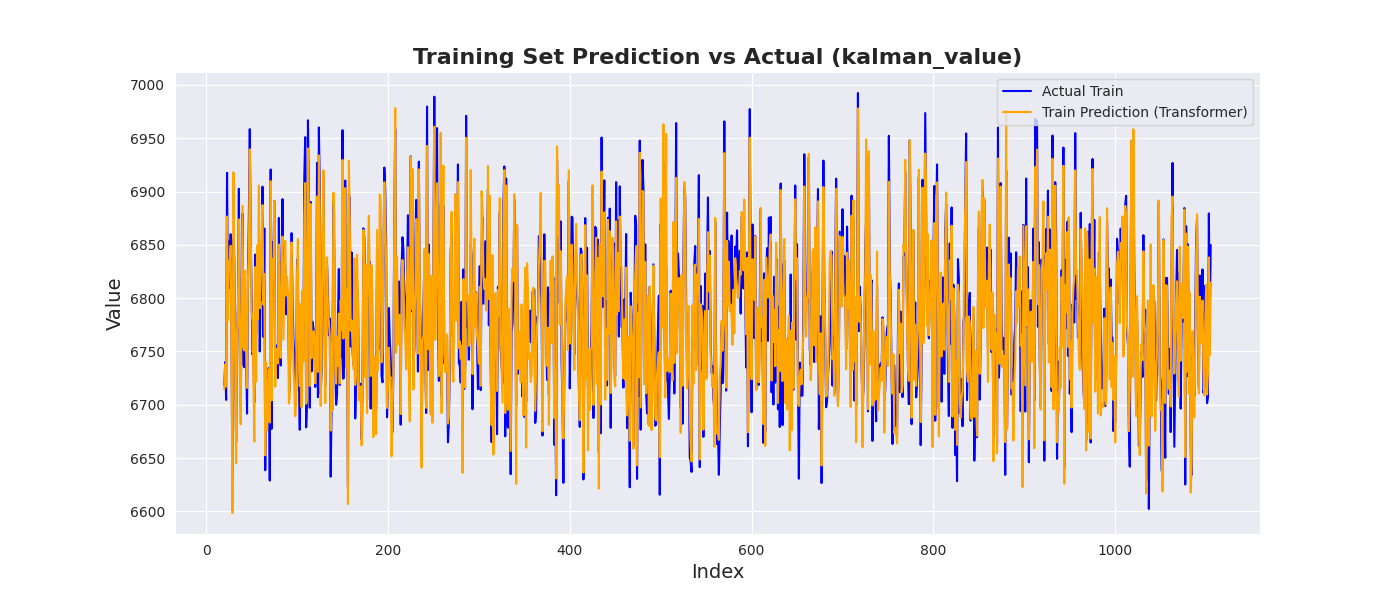 Training Set Prediction vs Actual (kalman_value)
Actual Train
Train Prediction (Transformer)
Value
7000
6950
6900
6850
6800
6750
6700
6650
6600
0 200 400 600 800 1000
Index